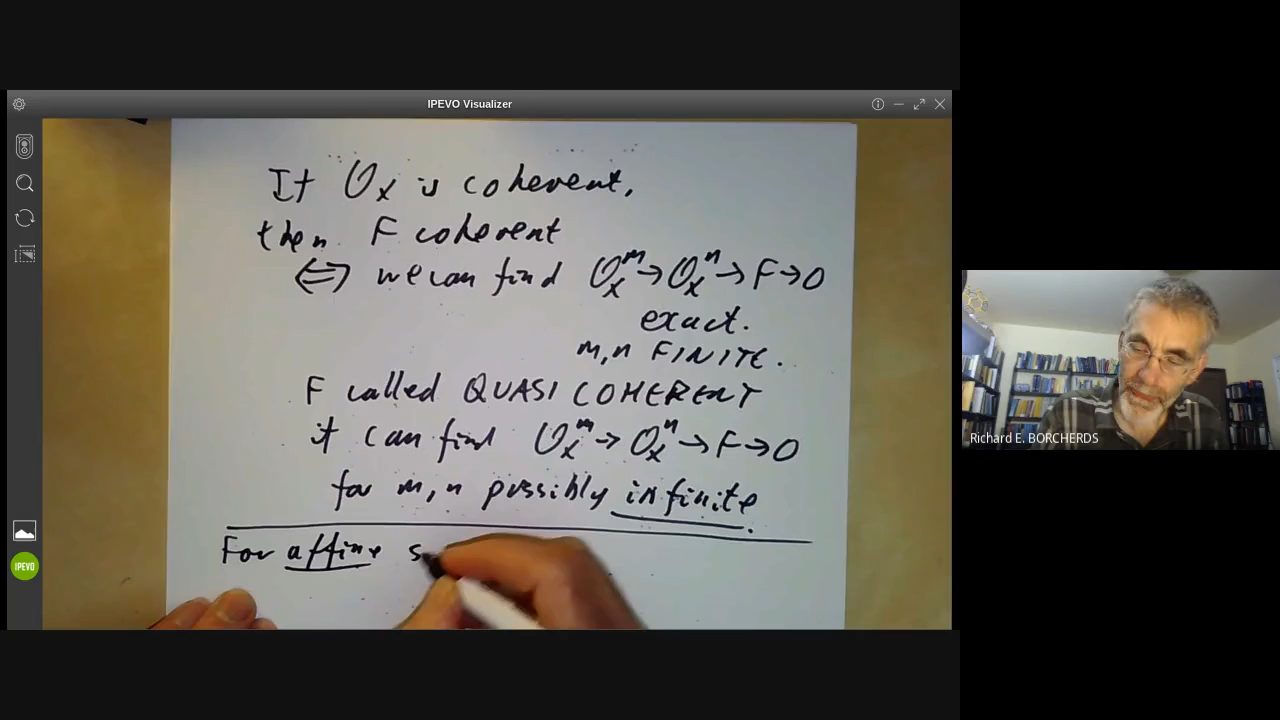 IPEVO Visualizer
If O_X is coherent,
then F coherent
⇔ we can find O_X^m → O_X^n → F → 0
exact.
m, n FINITE.
F called QUASI COHERENT
if can find O_X^m → O_X^n → F → 0
for m, n possibly infinite.
For affine s
IPEVO
Richard E. BORCHERDS